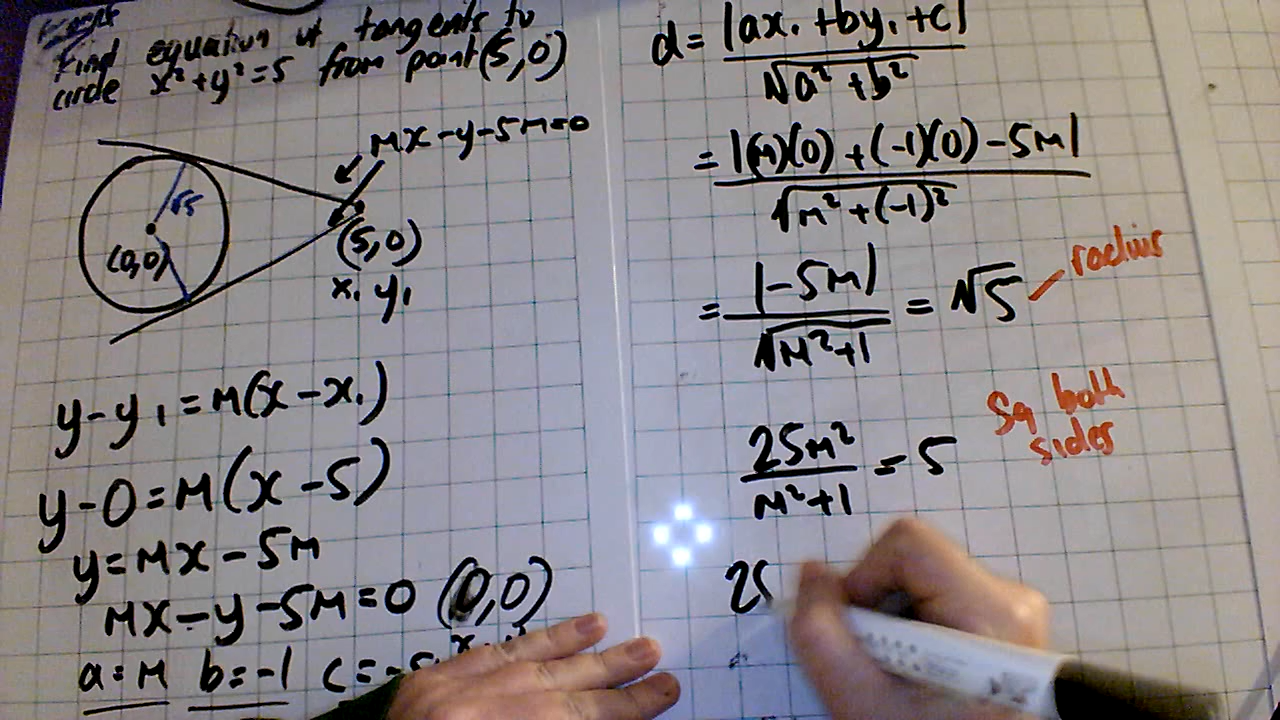 Example
Find equation of tangents to
circle x²+y²=5 from point (5,0)
Mx-y-5M=0
√5
(0,0)
(5,0)
x₁ y₁
y-y₁=M(x-x₁)
y-0=M(x-5)
y=Mx-5M
Mx-y-5M=0 (0,0)
a=M b=-1 c=-5
d=|ax₁+by₁+c|
√a²+b²
=|(M)(0)+(-1)(0)-5M|
√M²+(-1)²
=|-5M|
√M²+1
=√5
radius
25M²
M²+1
=5
Sq both
sides
25